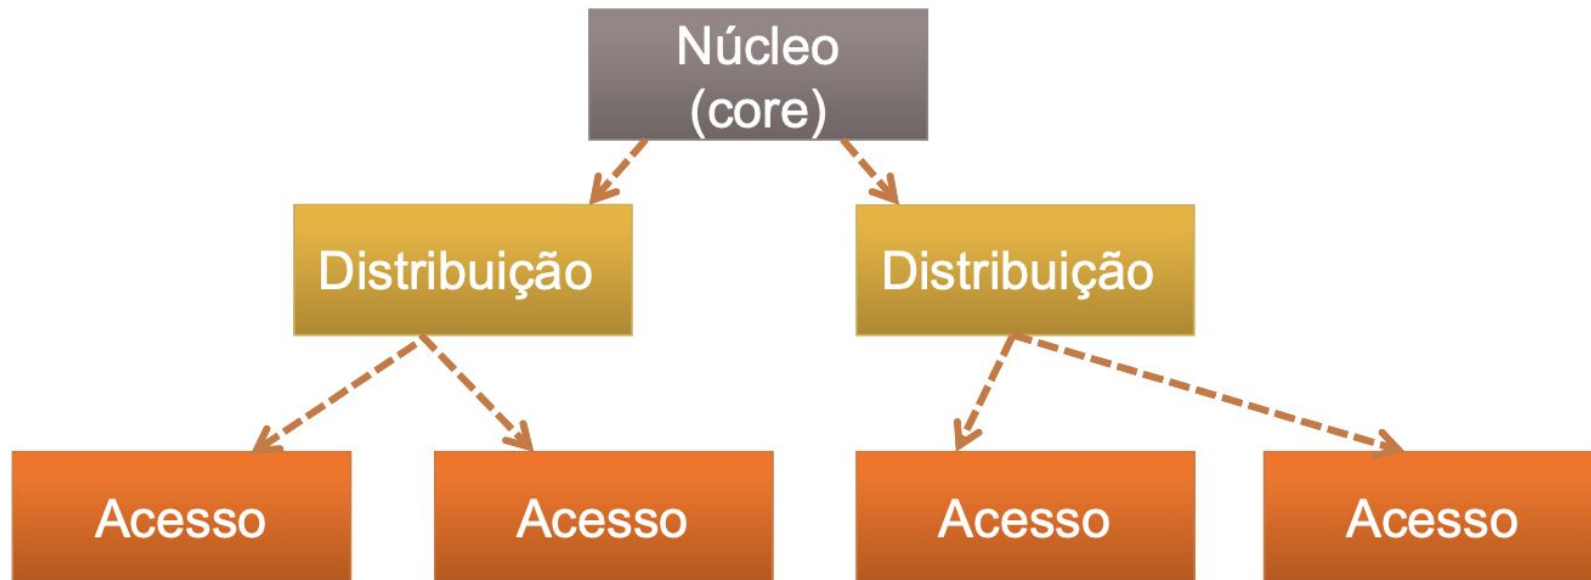 Núcleo
(core)
Distribuição
Distribuição
Acesso
Acesso
Acesso
Acesso